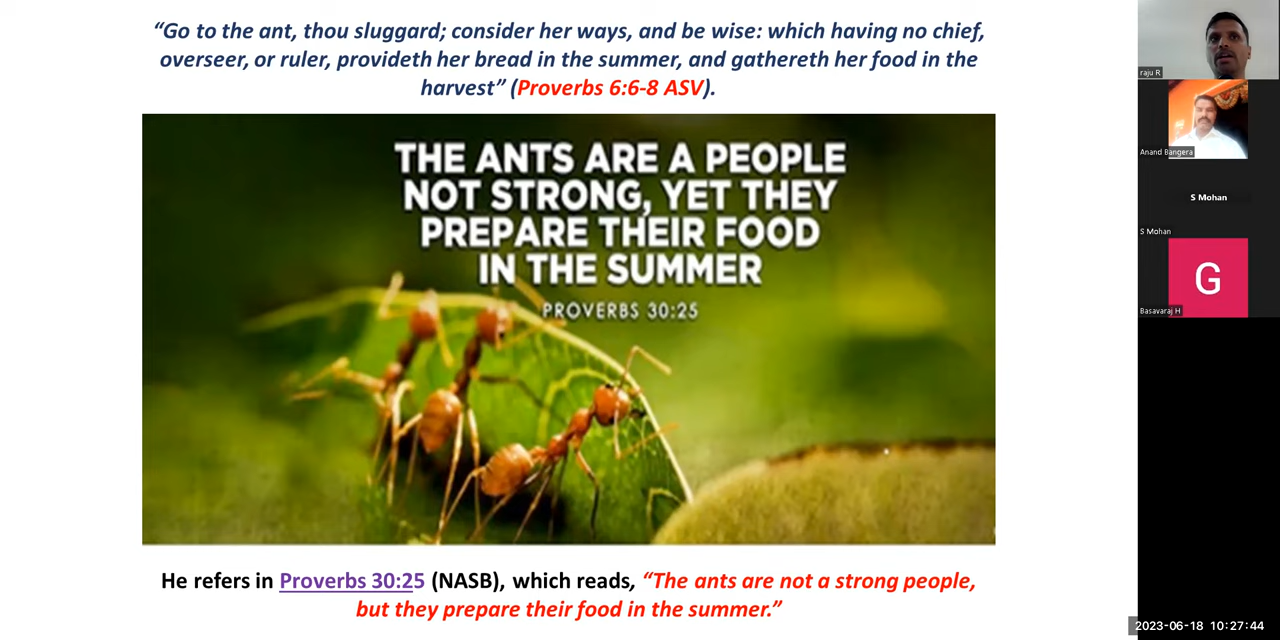 “Go to the ant, thou sluggard; consider her ways, and be wise: which having no chief,
overseer, or ruler, provideth her bread in the summer, and gathereth her food in the
harvest” (Proverbs 6:6-8 ASV).
THE ANTS ARE A PEOPLE
NOT STRONG, YET THEY
PREPARE THEIR FOOD
IN THE SUMMER
PROVERBS 30:25
He refers in Proverbs 30:25 (NASB), which reads, “The ants are not a strong people,
but they prepare their food in the summer.”
raju R
Anand Bangera
S Mohan
S Mohan
G
Basavaraj H
2023-06-18 10:27:44